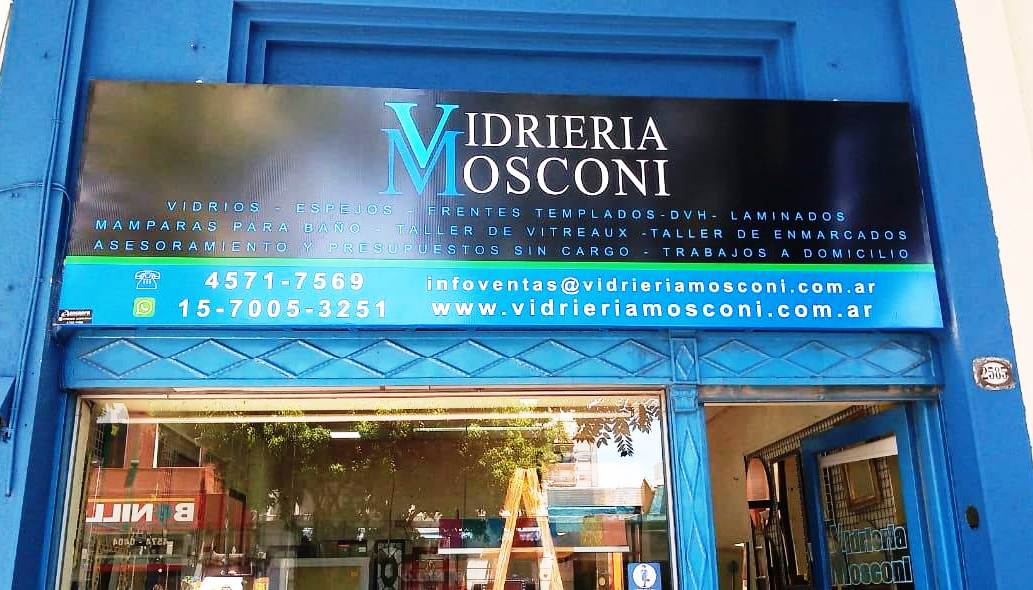 VIDRIERIA
MOSCONI
VIDRIOS - ESPEJOS - FRENTES TEMPLADOS-DVH- LAMINADOS
MAMPARAS PARA BAÑO - TALLER DE VITREAUX -TALLER DE ENMARCADOS
ASESORAMIENTO Y PRESUPUESTOS SIN CARGO - TRABAJOS A DOMICILIO
4571-7569
infoventas@vidrieriamosconi.com.ar
15-7005-3251
www.vidrieriamosconi.com.ar
2585
Vidrieria
Mosconi